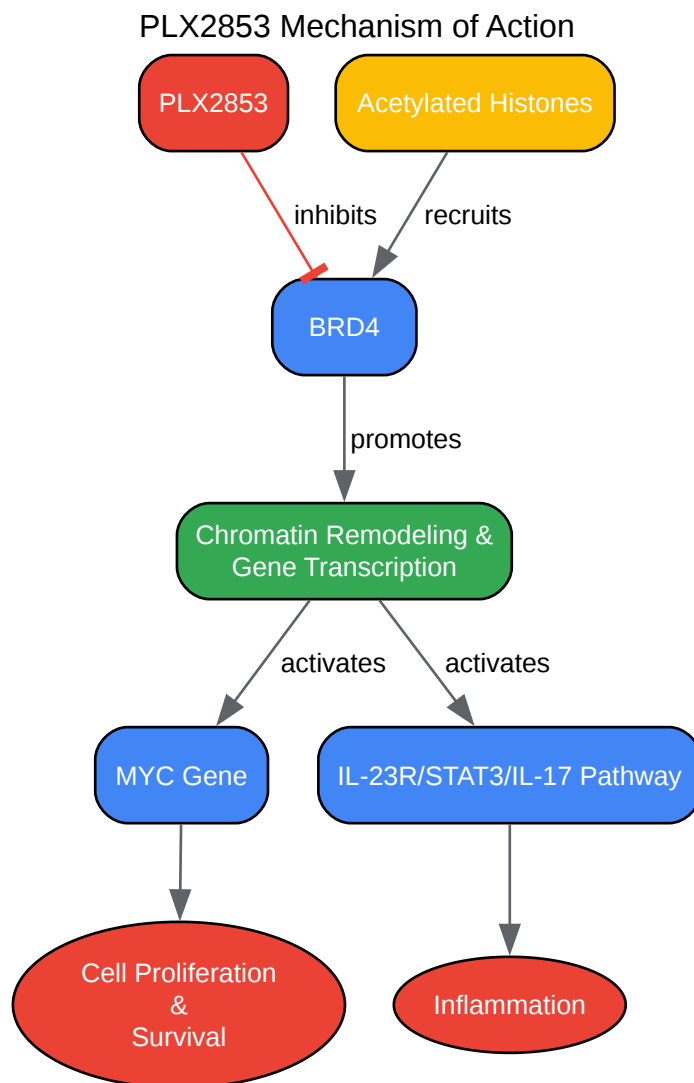 PLX2853 Mechanism of Action
PLX2853
Acetylated Histones
inhibits
recruits
BRD4
promotes
Chromatin Remodeling &
Gene Transcription
activates
activates
MYC Gene
IL-23R/STAT3/IL-17 Pathway
Cell Proliferation
&
Survival
Inflammation